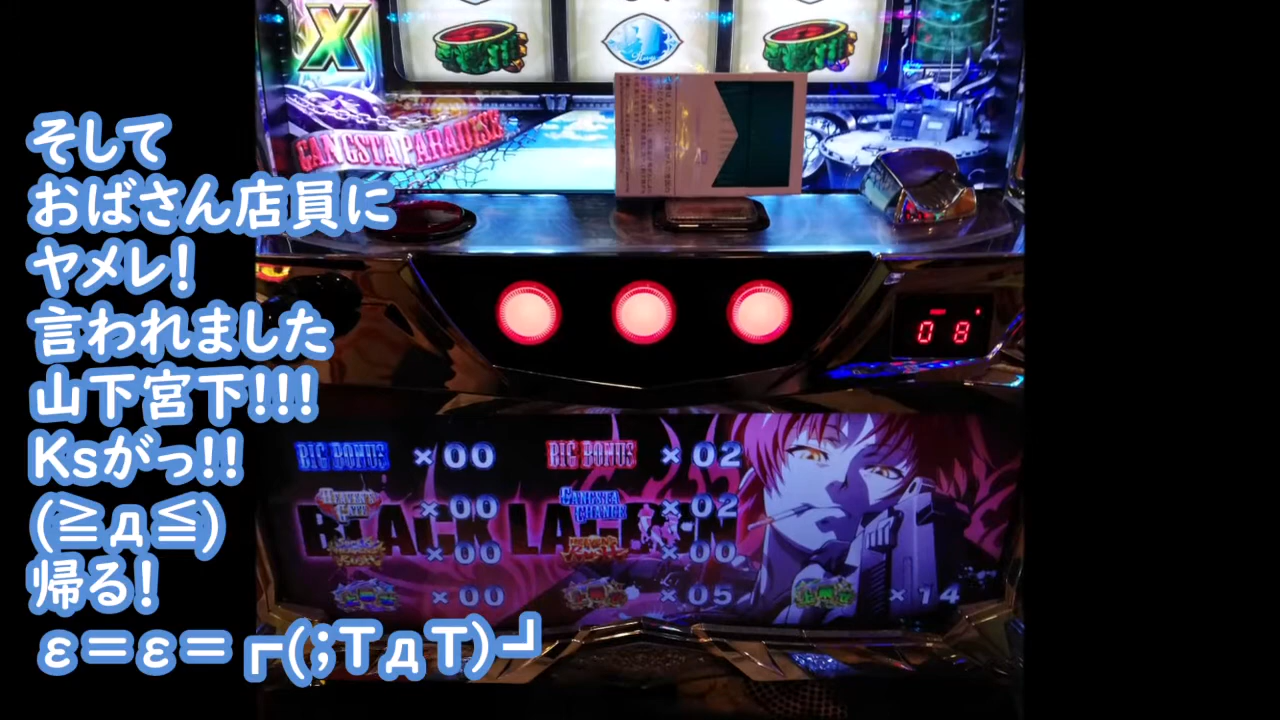 そして
おばさん店員に
ヤメレ!
言われました
山下宮下!!!
Ksがっ!!
(≧д≦)
帰る!
ε=ε=┏(;TдT)┛
X
GANGSTA PARADISE
08
BIG BONUS ×00
BIG BONUS ×02
×00
GANGSTA CHANCE ×02
BLACK LAGOON
×00
×00
×00
×05
×14